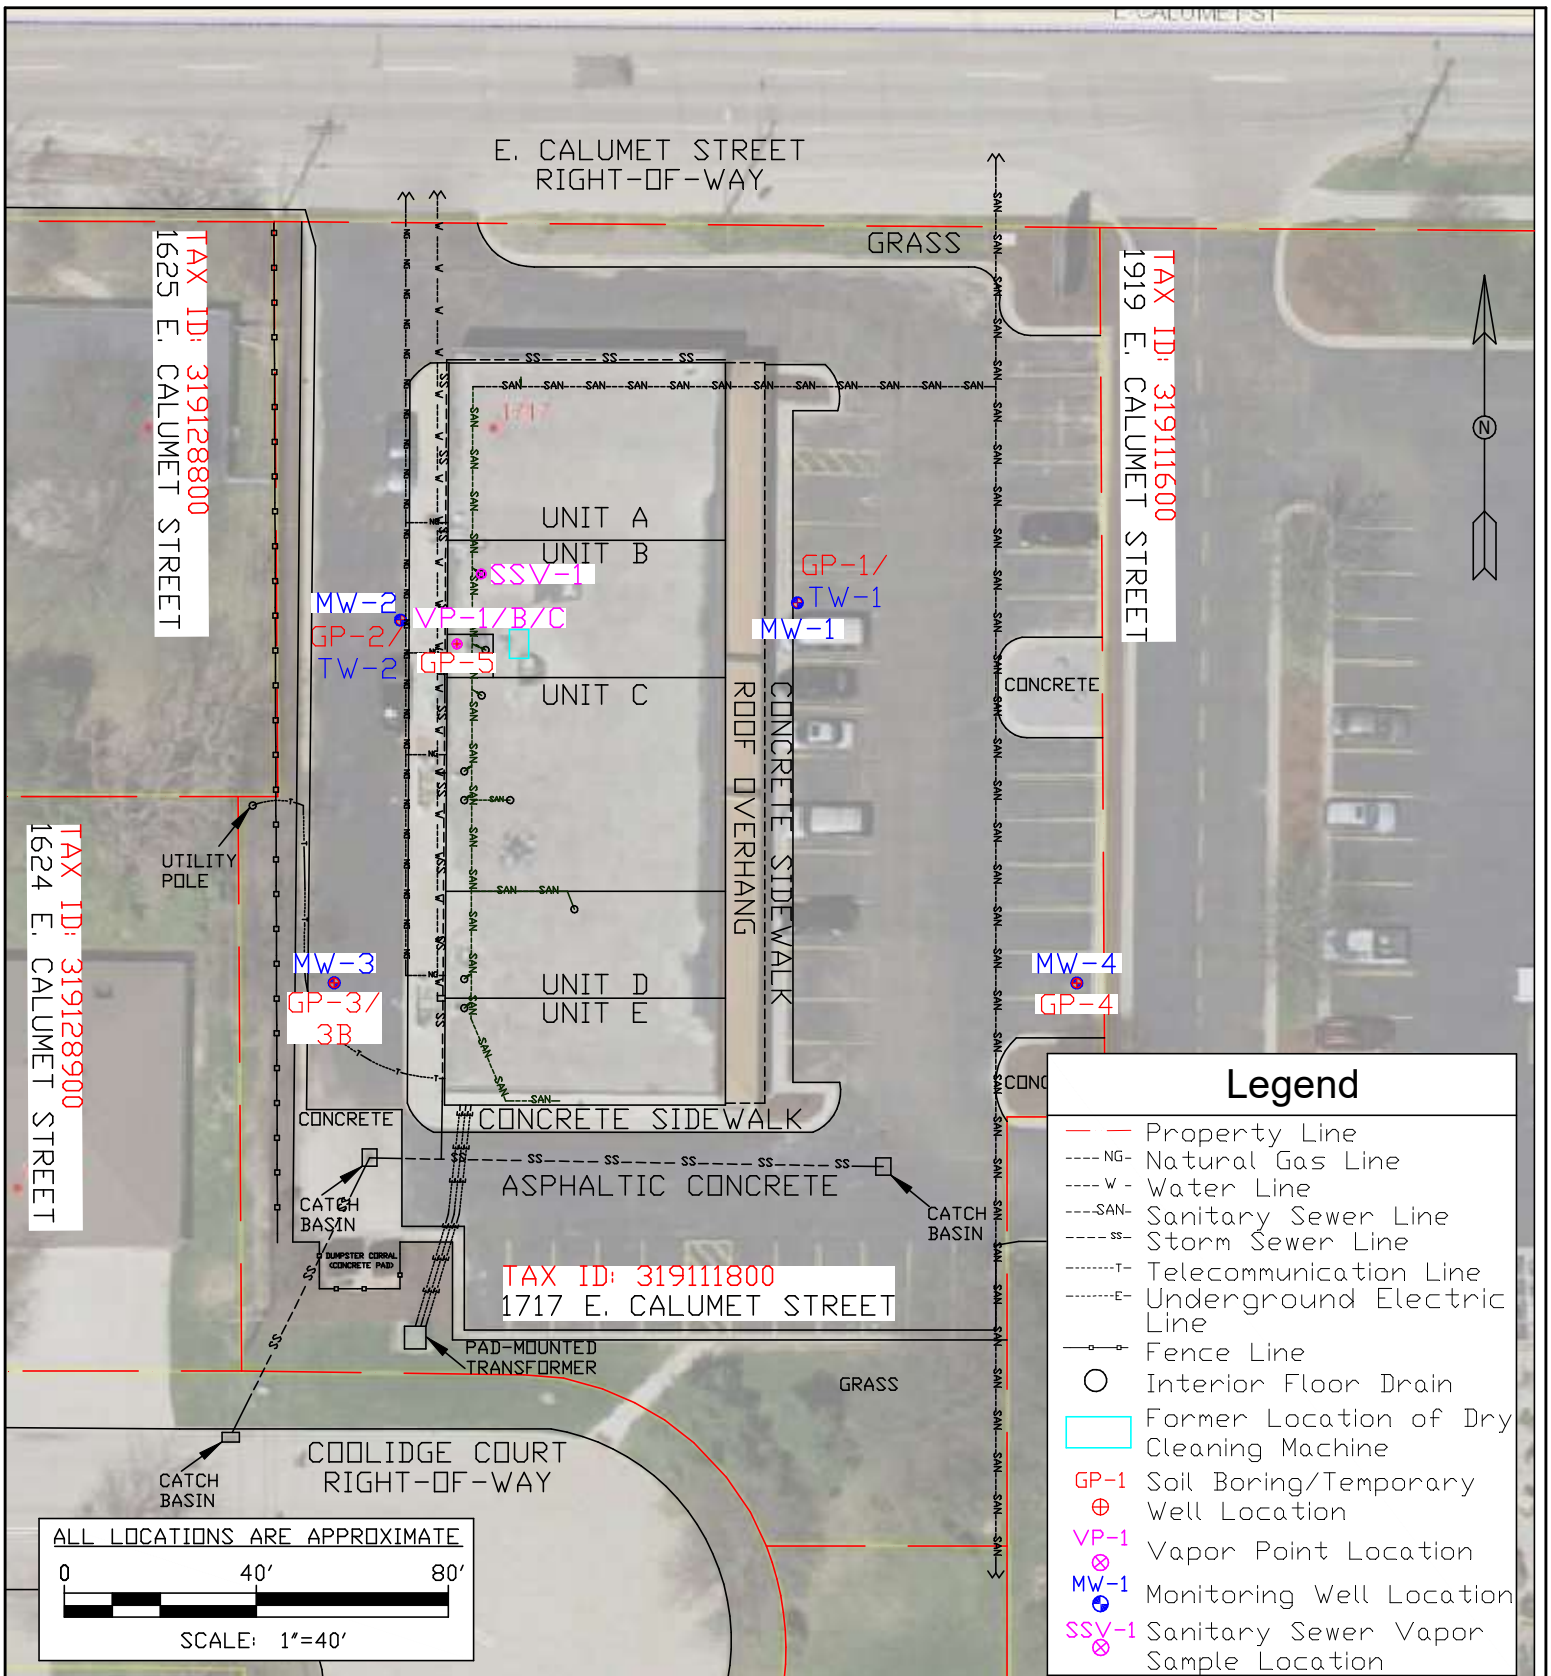 E CALUMET ST
E. CALUMET STREET
RIGHT-OF-WAY
GRASS
TAX ID: 319128800
1625 E. CALUMET STREET
TAX ID: 319111600
1919 E. CALUMET STREET
N
1717
UNIT A
UNIT B
SSV-1
MW-2
GP-2/
TW-2
VP-1/B/C
GP-5
GP-1/
TW-1
MW-1
UNIT C
CONCRETE
ROOF OVERHANG
CONCRETE SIDEWALK
UTILITY
POLE
TAX ID: 319128900
1624 E. CALUMET STREET
MW-3
GP-3/
3B
UNIT D
UNIT E
MW-4
GP-4
CONCRETE
CONCRETE SIDEWALK
CONC
ASPHALTIC CONCRETE
CATCH
BASIN
CATCH
BASIN
DUMPSTER CORRAL
(CONCRETE PAD)
TAX ID: 319111800
1717 E. CALUMET STREET
PAD-MOUNTED
TRANSFORMER
GRASS
COOLIDGE COURT
RIGHT-OF-WAY
CATCH
BASIN
ALL LOCATIONS ARE APPROXIMATE
0 40' 80'
SCALE: 1"=40'
Legend
Property Line
NG Natural Gas Line
W Water Line
SAN Sanitary Sewer Line
SS Storm Sewer Line
T Telecommunication Line
E Underground Electric
Line
Fence Line
Interior Floor Drain
Former Location of Dry
Cleaning Machine
GP-1 Soil Boring/Temporary
Well Location
VP-1
Vapor Point Location
MW-1 Monitoring Well Location
SSV-1 Sanitary Sewer Vapor
Sample Location